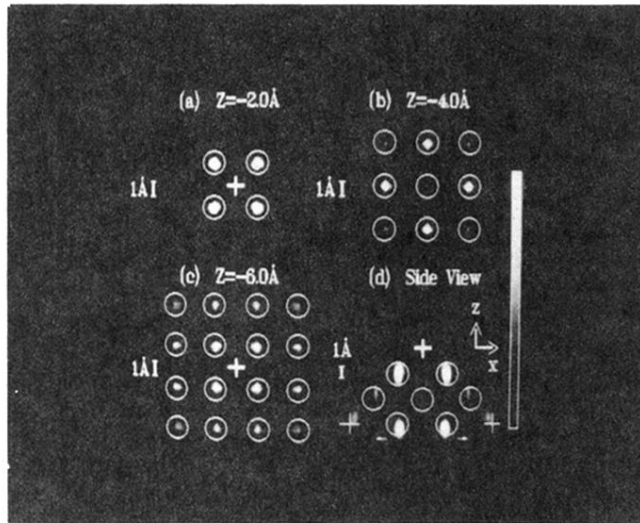 (a) Z=-2.0Å
(b) Z=-4.0Å
1Å I
1Å I
(c) Z=-6.0Å
(d) Side View
1Å I
1Å
I
z
x